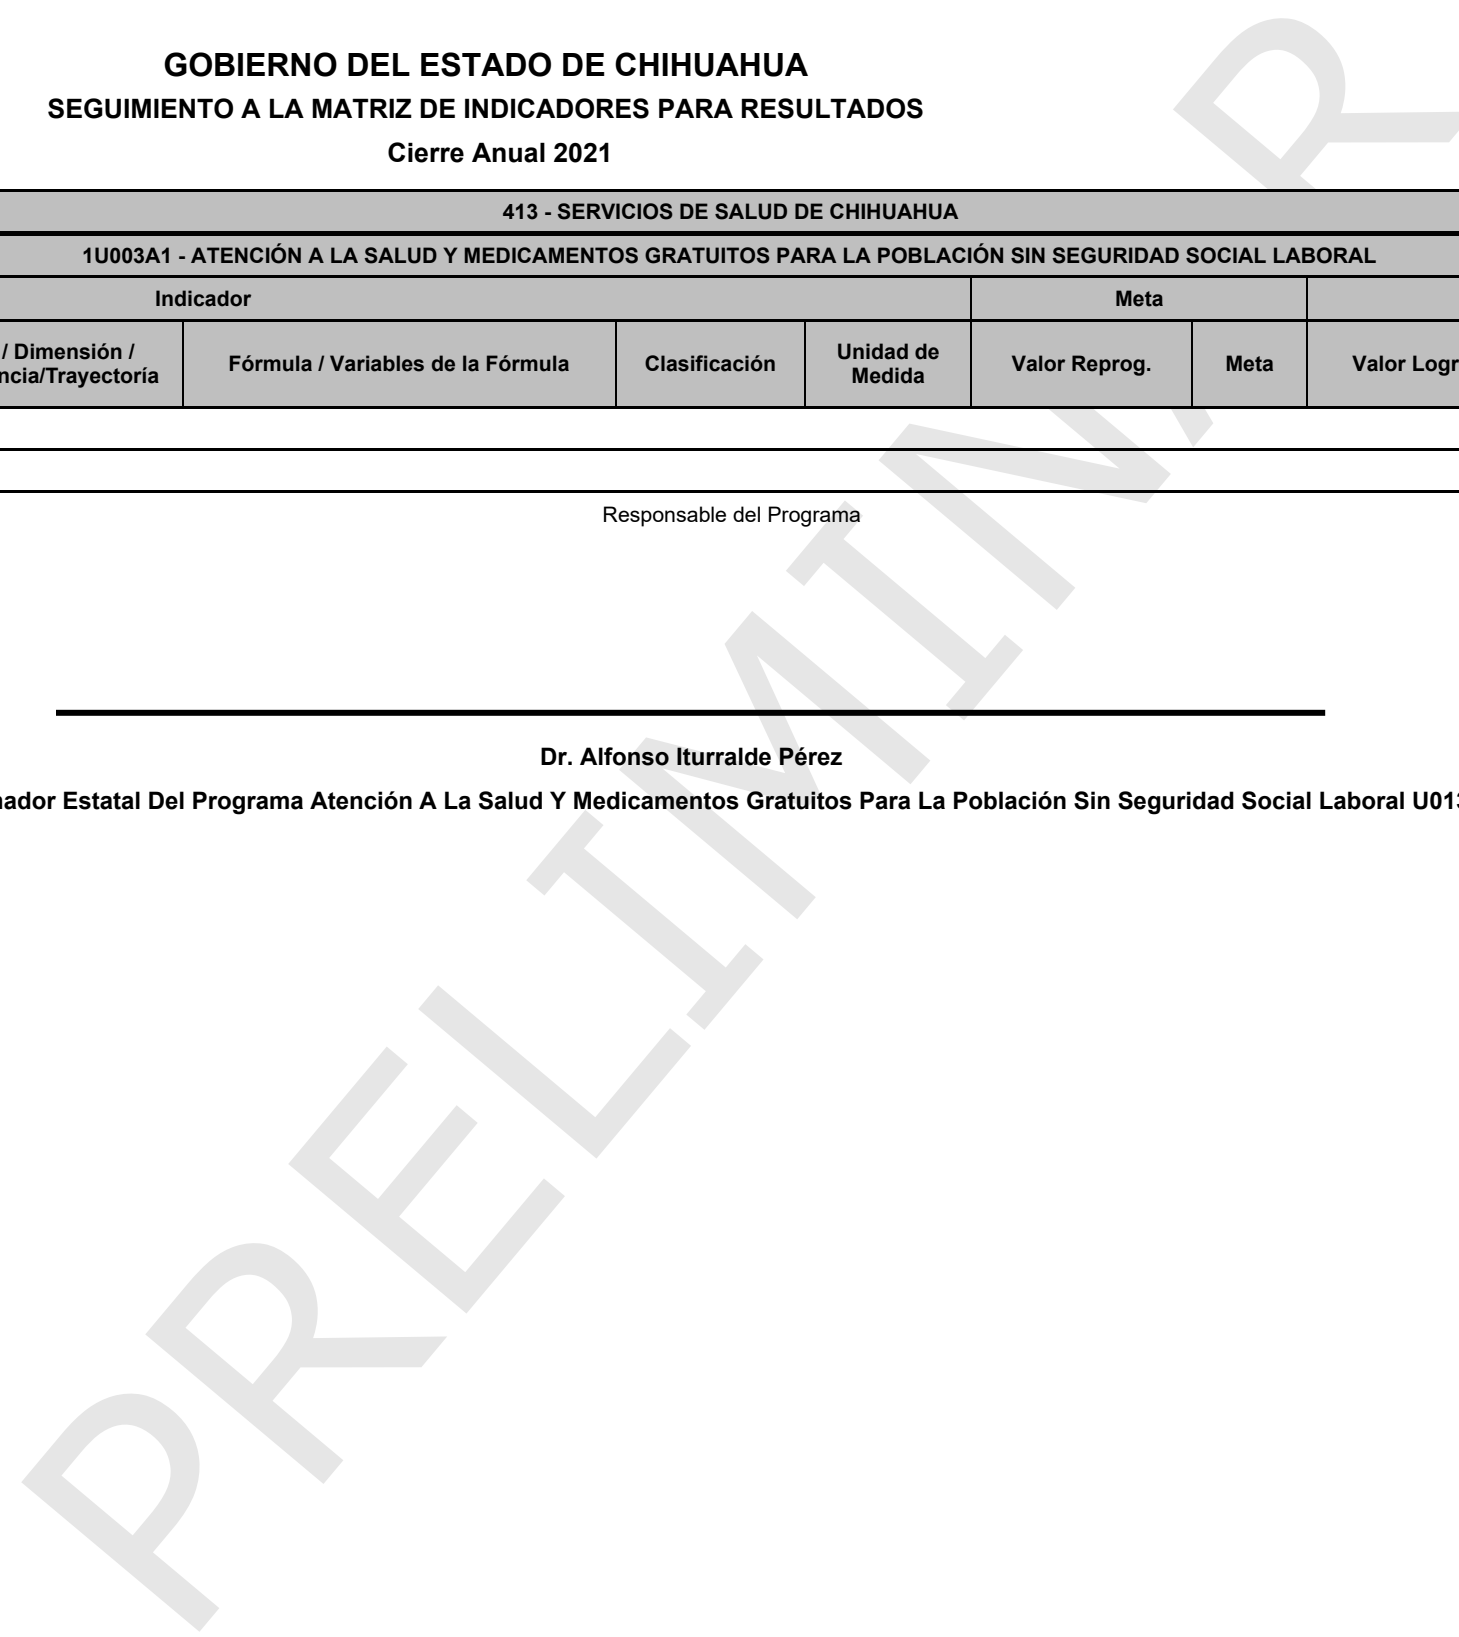 GOBIERNO DEL ESTADO DE CHIHUAHUA
SEGUIMIENTO A LA MATRIZ DE INDICADORES PARA RESULTADOS
Cierre Anual 2021
413 - SERVICIOS DE SALUD DE CHIHUAHUA
1U003A1 - ATENCIÓN A LA SALUD Y MEDICAMENTOS GRATUITOS PARA LA POBLACIÓN SIN SEGURIDAD SOCIAL LABORAL
Indicador Meta
/ Dimensión /
ncia/Trayectoría
Fórmula / Variables de la Fórmula
Clasificación
Unidad de
Medida
Valor Reprog.
Meta
Valor Logr
Responsable del Programa
Dr. Alfonso Iturralde Pérez
nador Estatal Del Programa Atención A La Salud Y Medicamentos Gratuitos Para La Población Sin Seguridad Social Laboral U013
PRELIMINAR